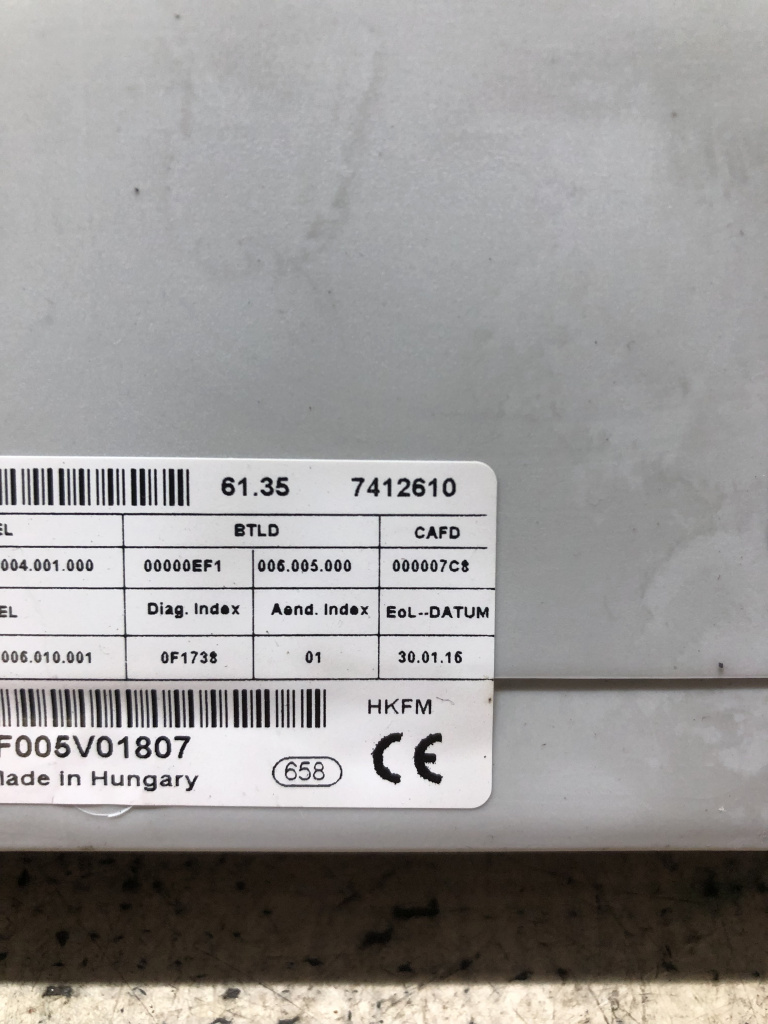 61.35 7412610
EL BTLD CAFD
004.001.000 00000EF1 006.005.000 000007C8
EL Diag. Index Aend. Index EoL--DATUM
006.010.001 0F1738 01 30.01.16
HKFM
F005V01807
Made in Hungary 658 CE